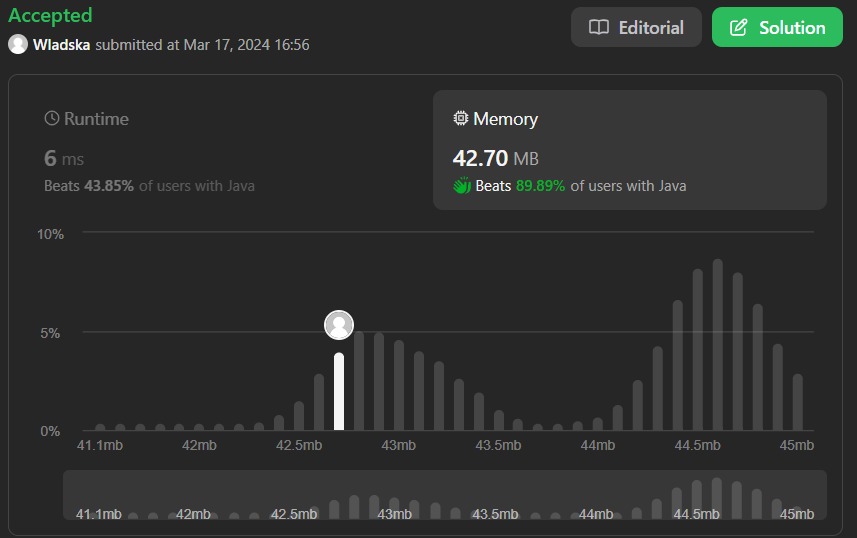 Accepted
Wladska submitted at Mar 17, 2024 16:56
Editorial
Solution
Runtime
6 ms
Beats 43.85% of users with Java
Memory
42.70 MB
Beats 89.89% of users with Java
10%
5%
0%
41.1mb 42mb 42.5mb 43mb 43.5mb 44mb 44.5mb 45mb
41.1mb 42mb 42.5mb 43mb 43.5mb 44mb 44.5mb 45mb